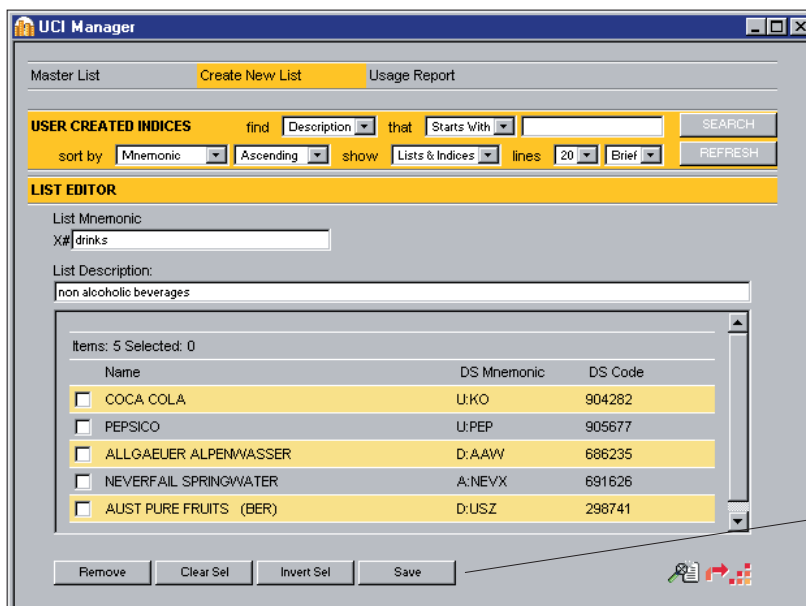 UCI Manager
Master List Create New List Usage Report
USER CREATED INDICES find Description that Starts With SEARCH
sort by Mnemonic Ascending show Lists & Indices lines 20 Brief REFRESH
LIST EDITOR
List Mnemonic
X# drinks
List Description:
non alcoholic beverages
Items: 5 Selected: 0
Name DS Mnemonic DS Code
COCA COLA U:KO 904282
PEPSICO U:PEP 905677
ALLGAEUER ALPENWASSER D:AAW 686235
NEVERFAIL SPRINGWATER A:NEVX 691626
AUST PURE FRUITS (BER) D:USZ 298741
Remove Clear Sel Invert Sel Save